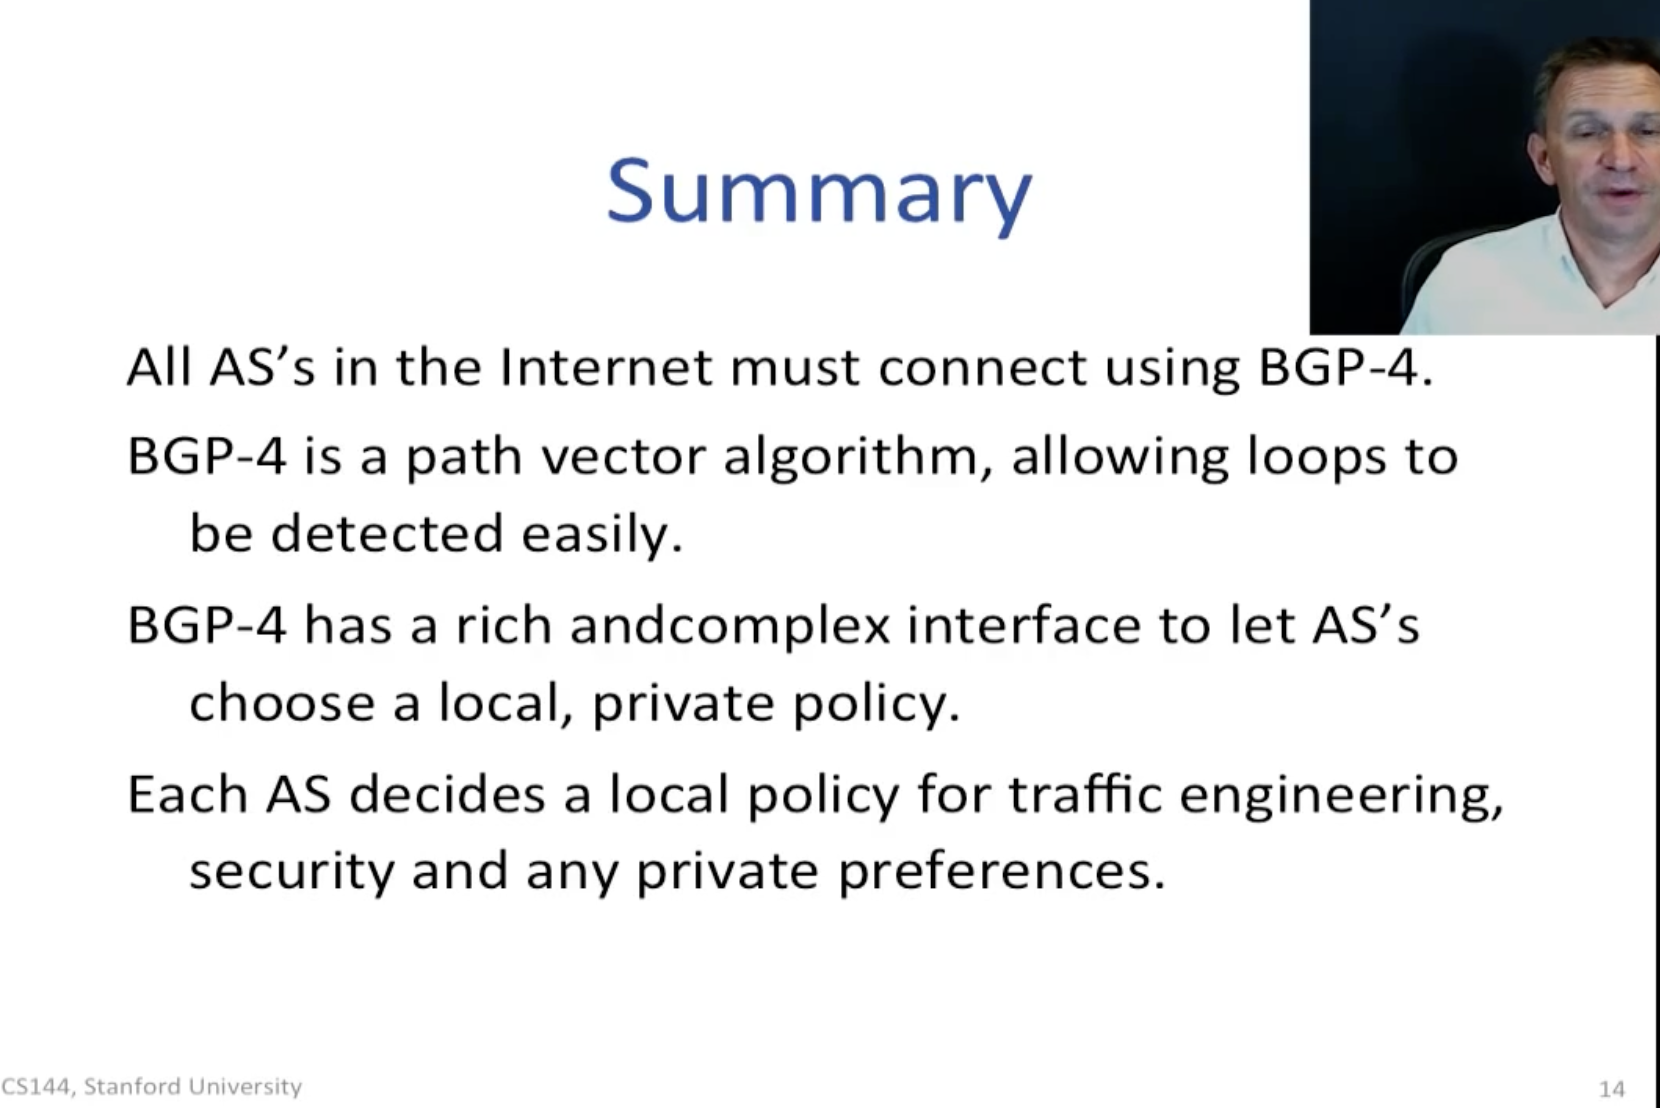 Summary
All AS’s in the Internet must connect using BGP-4.
BGP-4 is a path vector algorithm, allowing loops to
be detected easily.
BGP-4 has a rich andcomplex interface to let AS’s
choose a local, private policy.
Each AS decides a local policy for traffic engineering,
security and any private preferences.
CS144, Stanford University
14